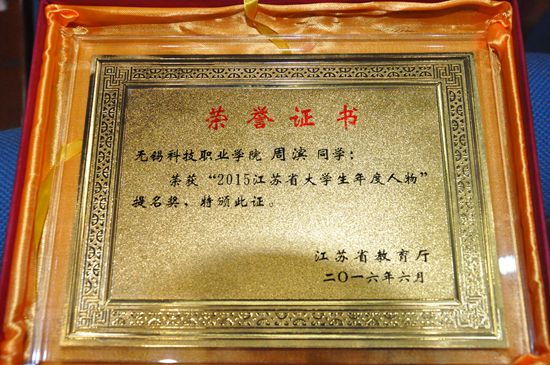 荣誉证书
无锡科技职业学院 周滨 同学：
荣获“2015江苏省大学生年度人物”
提名奖，特颁此证。
江苏省教育厅
二〇一六年六月